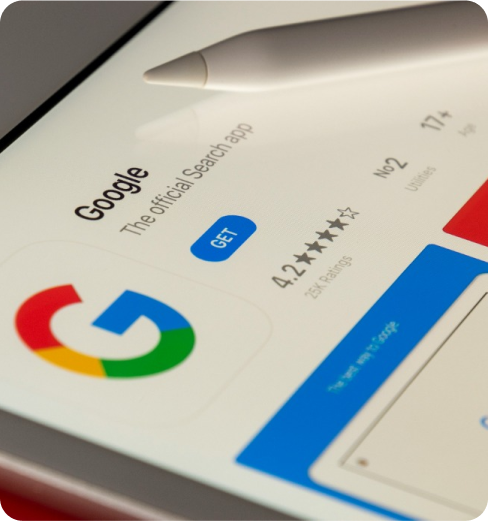 Google
The official Search app
GET
4.2★★★★☆
25K Ratings
No2
Utilities
17+
Age
The best way to Google